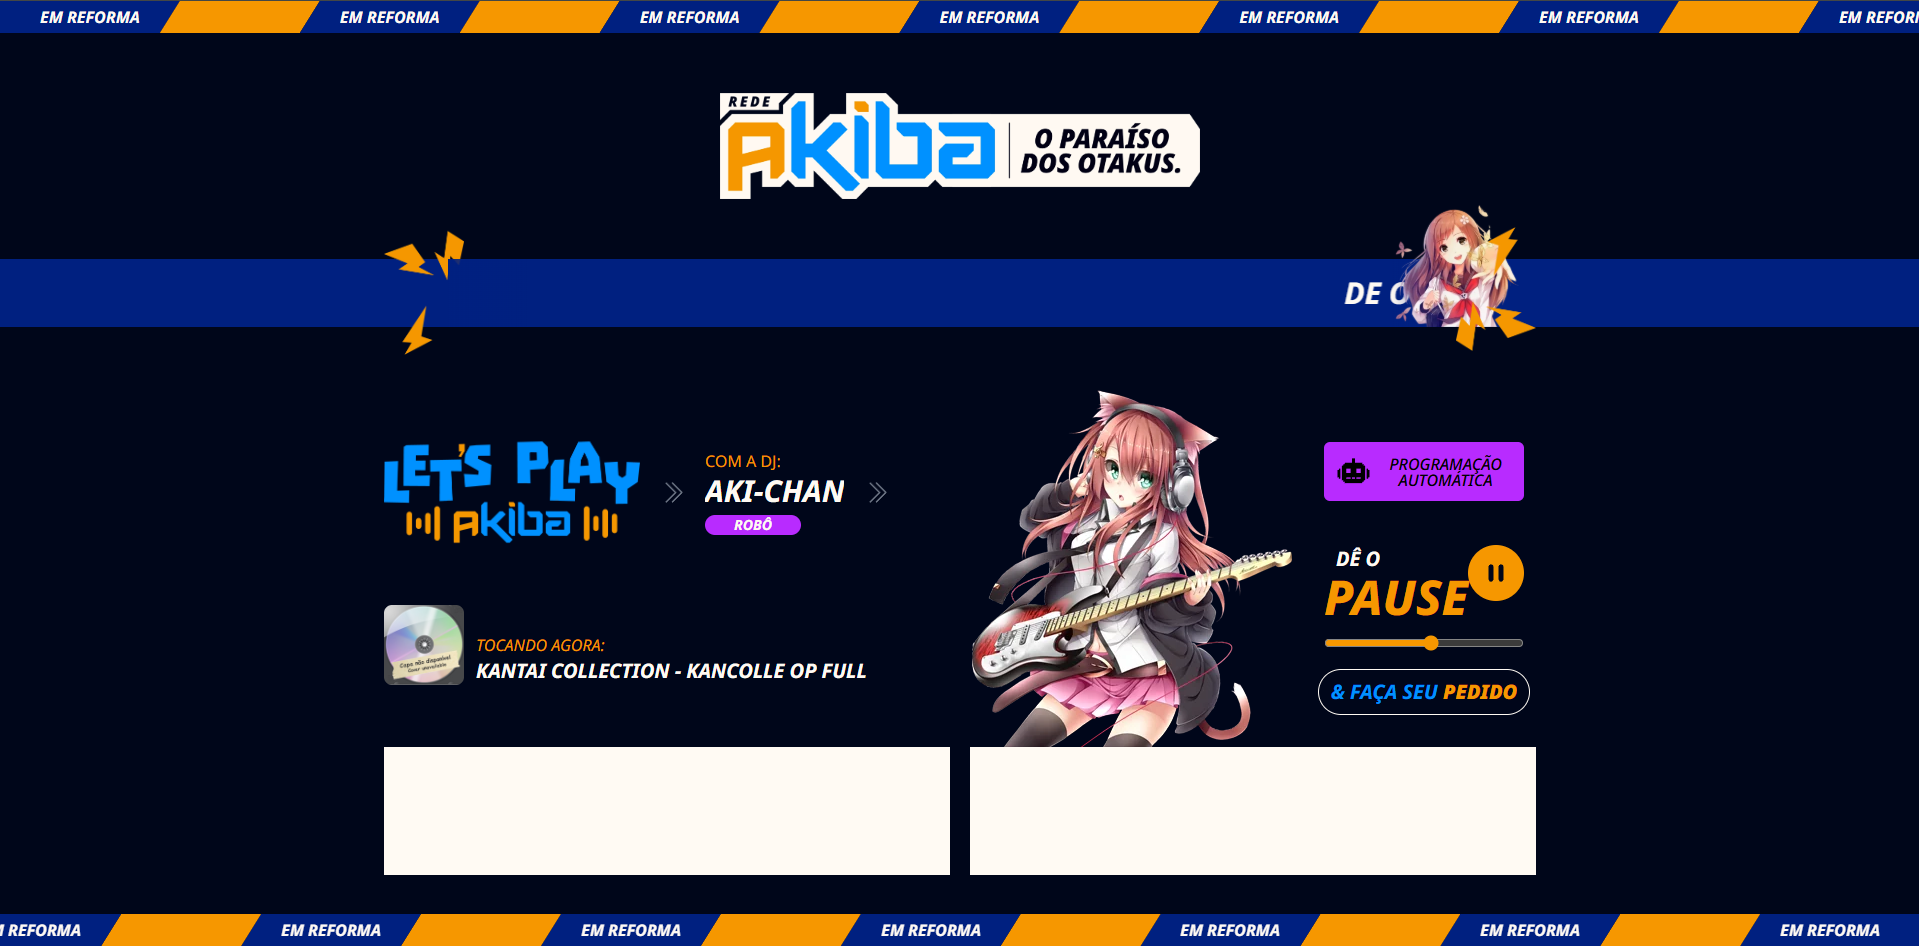 EM REFORMA EM REFORMA EM REFORMA EM REFORMA EM REFORMA EM REFORMA EM REFOR
REDE
akiba
O PARAÍSO
DOS OTAKUS.
DE O
LET'S PLAY
akiba
COM A DJ:
AKI-CHAN
ROBÔ
PROGRAMAÇÃO
AUTOMÁTICA
DÊ O
PAUSE
Capa não disponível
Cover unavailable
TOCANDO AGORA:
KANTAI COLLECTION - KANCOLLE OP FULL
& FAÇA SEU PEDIDO
REFORMA EM REFORMA EM REFORMA EM REFORMA EM REFORMA EM REFORMA EM REFORMA